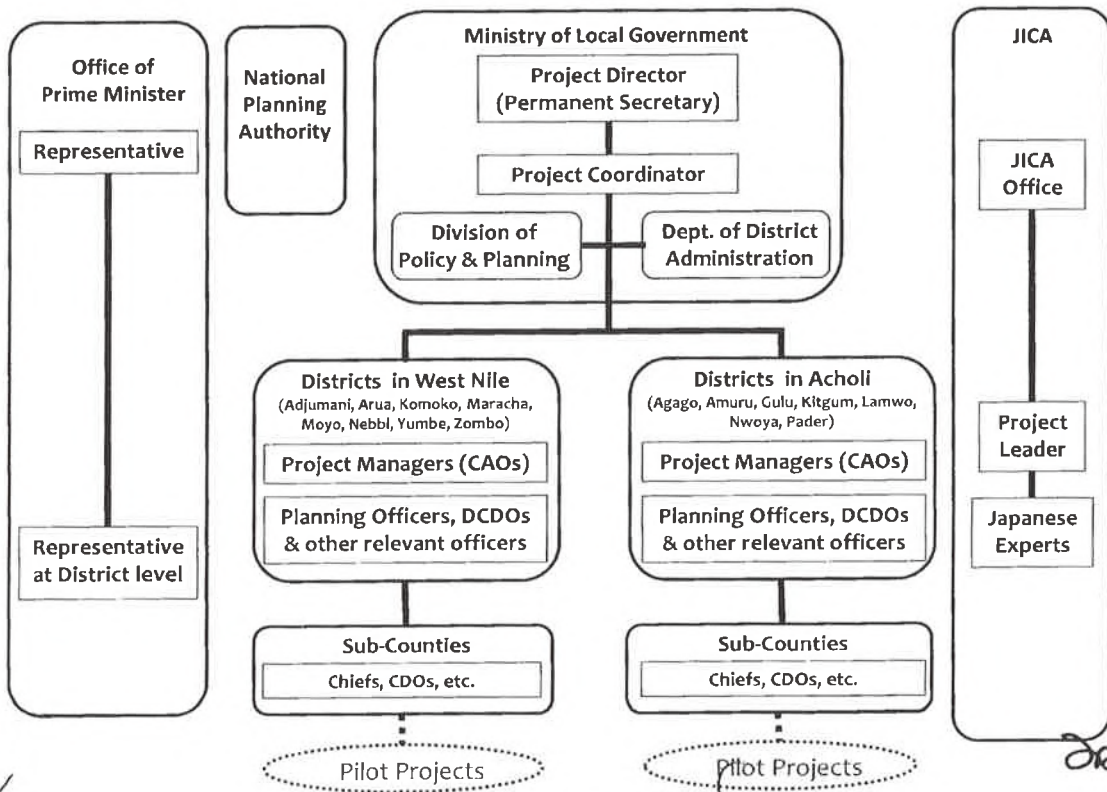 Office of
Prime Minister
Representative
Representative
at District level
National
Planning
Authority
Ministry of Local Government
Project Director
(Permanent Secretary)
Project Coordinator
Division of
Policy & Planning
Dept. of District
Administration
Districts in West Nile
(Adjumani, Arua, Komoko, Maracha,
Moyo, Nebbi, Yumbe, Zombo)
Project Managers (CAOs)
Planning Officers, DCDOs
& other relevant officers
Sub-Counties
Chiefs, CDOs, etc.
Pilot Projects
Districts in Acholi
(Agago, Amuru, Gulu, Kitgum, Lamwo,
Nwoya, Pader)
Project Managers (CAOs)
Planning Officers, DCDOs
& other relevant officers
Sub-Counties
Chiefs, CDOs, etc.
Pilot Projects
JICA
JICA
Office
Project
Leader
Japanese
Experts